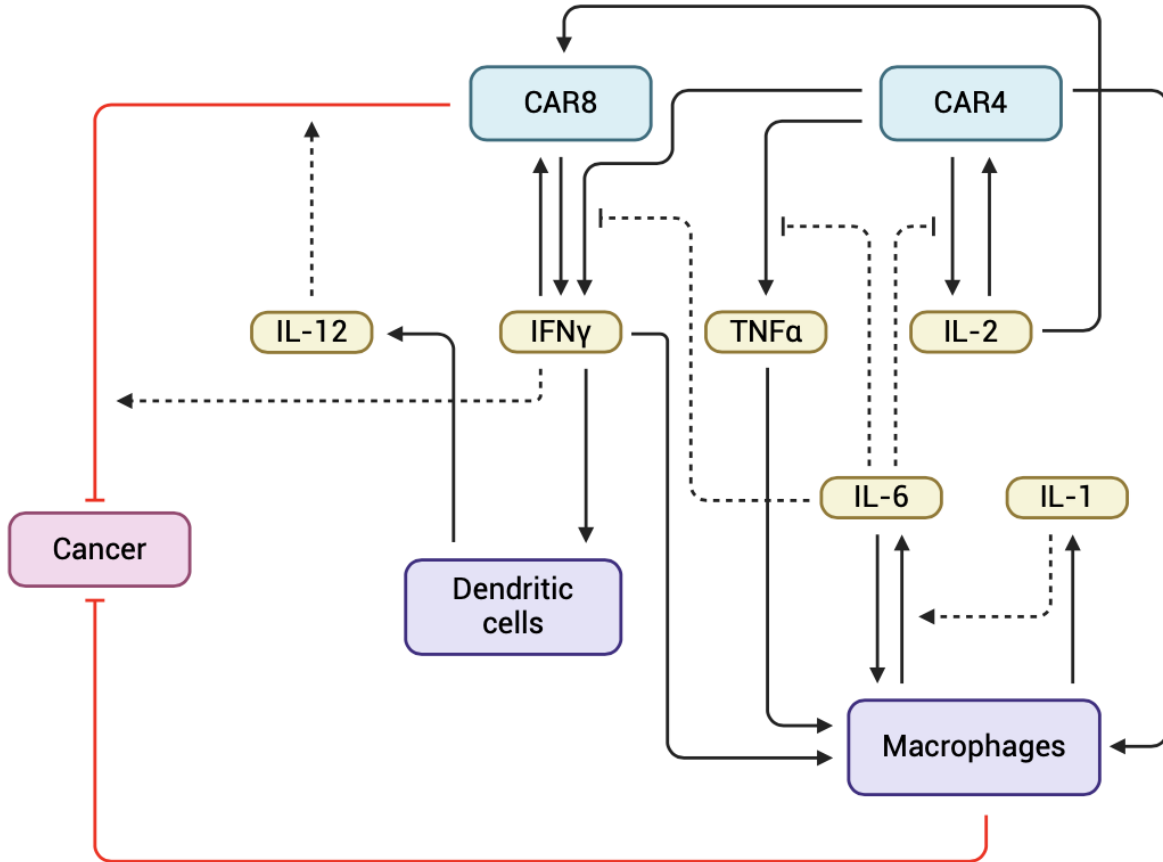 CAR8
CAR4
IL-12
IFNγ
TNFα
IL-2
IL-6
IL-1
Cancer
Dendritic
cells
Macrophages